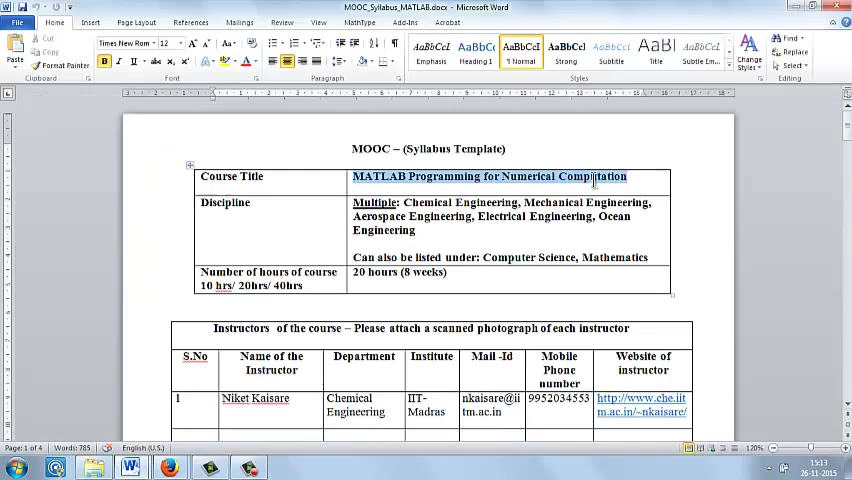 MOOC_Syllabus_MATLAB.docx - Microsoft Word
File Home Insert Page Layout References Mailings Review View MathType Add-Ins Acrobat
Cut
Copy
Paste Format Painter
Times New Rom 12
AaBbCcI AaBbCc AaBbCcI AaBbCcI AaBbCcI AaBbCcI AaBbCcI
Emphasis Heading 1 ¶ Normal Strong Subtitle Title Subtle Em...
Change Styles
Find
Replace
Select
Clipboard Font Paragraph Styles Editing
MOOC – (Syllabus Template)
Course Title MATLAB Programming for Numerical Computation
Discipline Multiple: Chemical Engineering, Mechanical Engineering,
Aerospace Engineering, Electrical Engineering, Ocean
Engineering
Can also be listed under: Computer Science, Mathematics
Number of hours of course 20 hours (8 weeks)
10 hrs/ 20hrs/ 40hrs
Instructors of the course – Please attach a scanned photograph of each instructor
S.No Name of the Department Institute Mail -Id Mobile Website of
Instructor Phone instructor
number
1 Niket Kaisare Chemical IIT- nkaisare@ii 9952034553 http://www.che.iit
Engineering Madras tm.ac.in m.ac.in/~nkaisare/
Page: 1 of 4 Words: 785 English (U.S.) 120%
15:13
26-11-2015